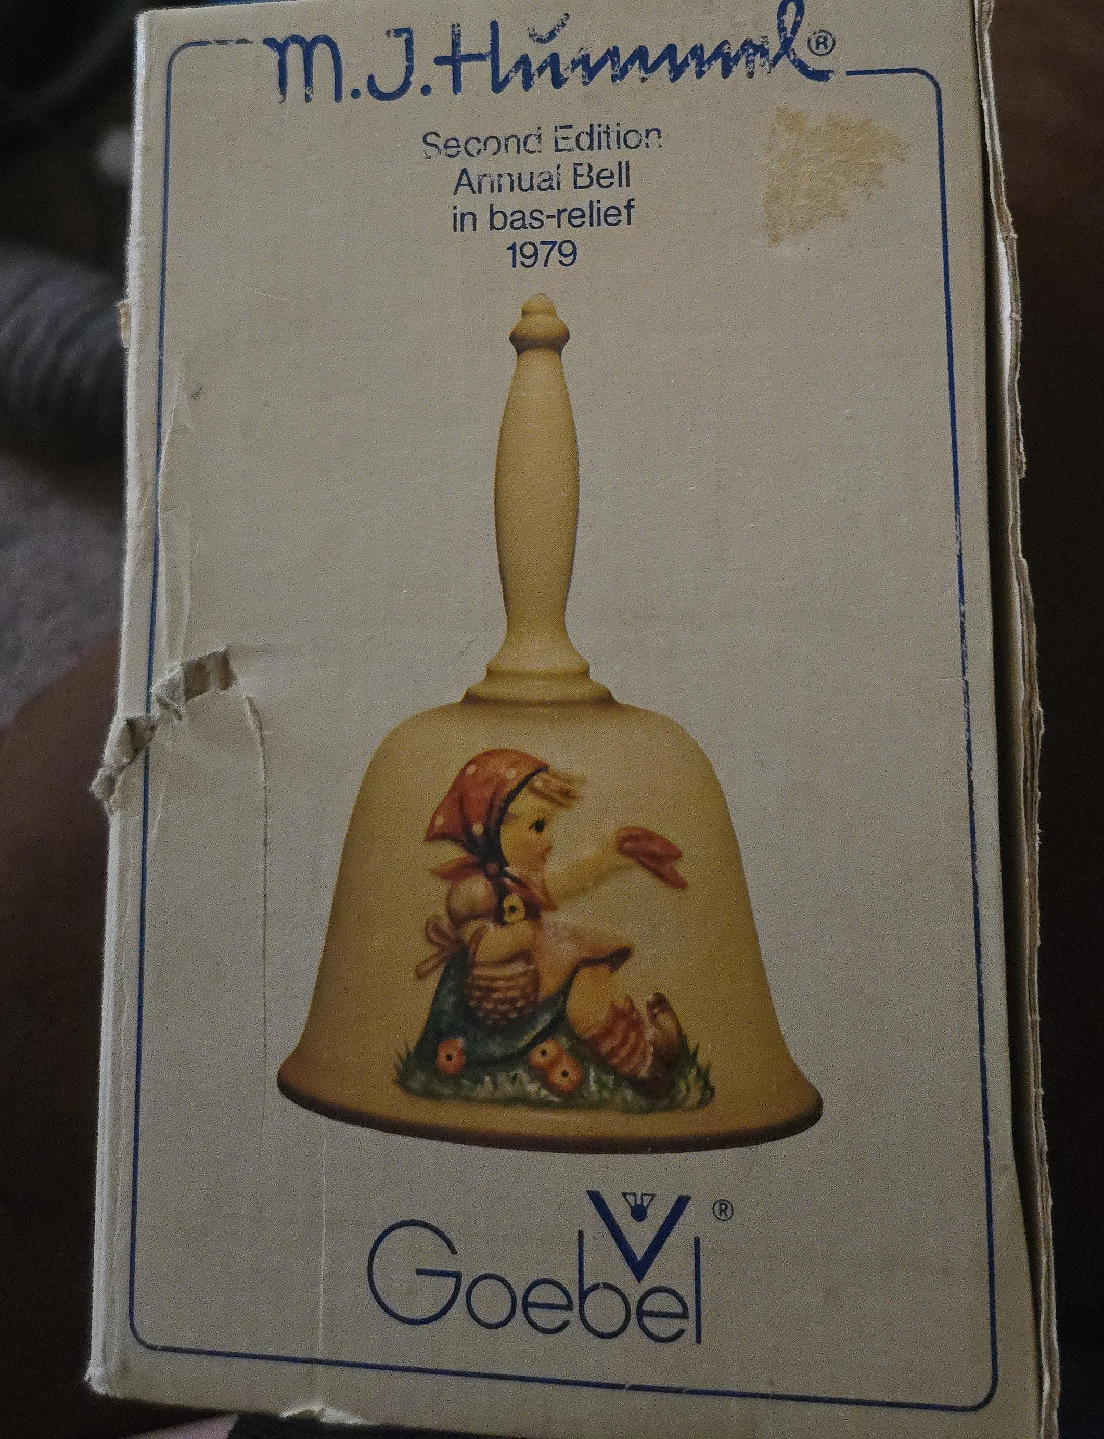 M.J.Hummel®
Second Edition
Annual Bell
in bas-relief
1979
Goebel®